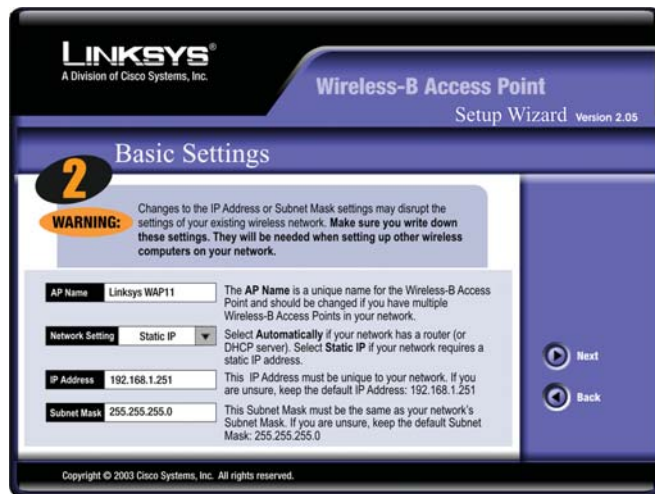 LINKSYS®
A Division of Cisco Systems, Inc.
Wireless-B Access Point
Setup Wizard Version 2.05
2
Basic Settings
WARNING:
Changes to the IP Address or Subnet Mask settings may disrupt the
settings of your existing wireless network. Make sure you write down
these settings. They will be needed when setting up other wireless
computers on your network.
AP Name
Linksys WAP11
The AP Name is a unique name for the Wireless-B Access
Point and should be changed if you have multiple
Wireless-B Access Points in your network.
Network Setting
Static IP
Select Automatically if your network has a router (or
DHCP server). Select Static IP if your network requires a
static IP address.
IP Address
192.168.1.251
This IP Address must be unique to your network. If you
are unsure, keep the default IP Address: 192.168.1.251
Subnet Mask
255.255.255.0
This Subnet Mask must be the same as your network's
Subnet Mask. If you are unsure, keep the default Subnet
Mask: 255.255.255.0
Next
Back
Copyright © 2003 Cisco Systems, Inc. All rights reserved.